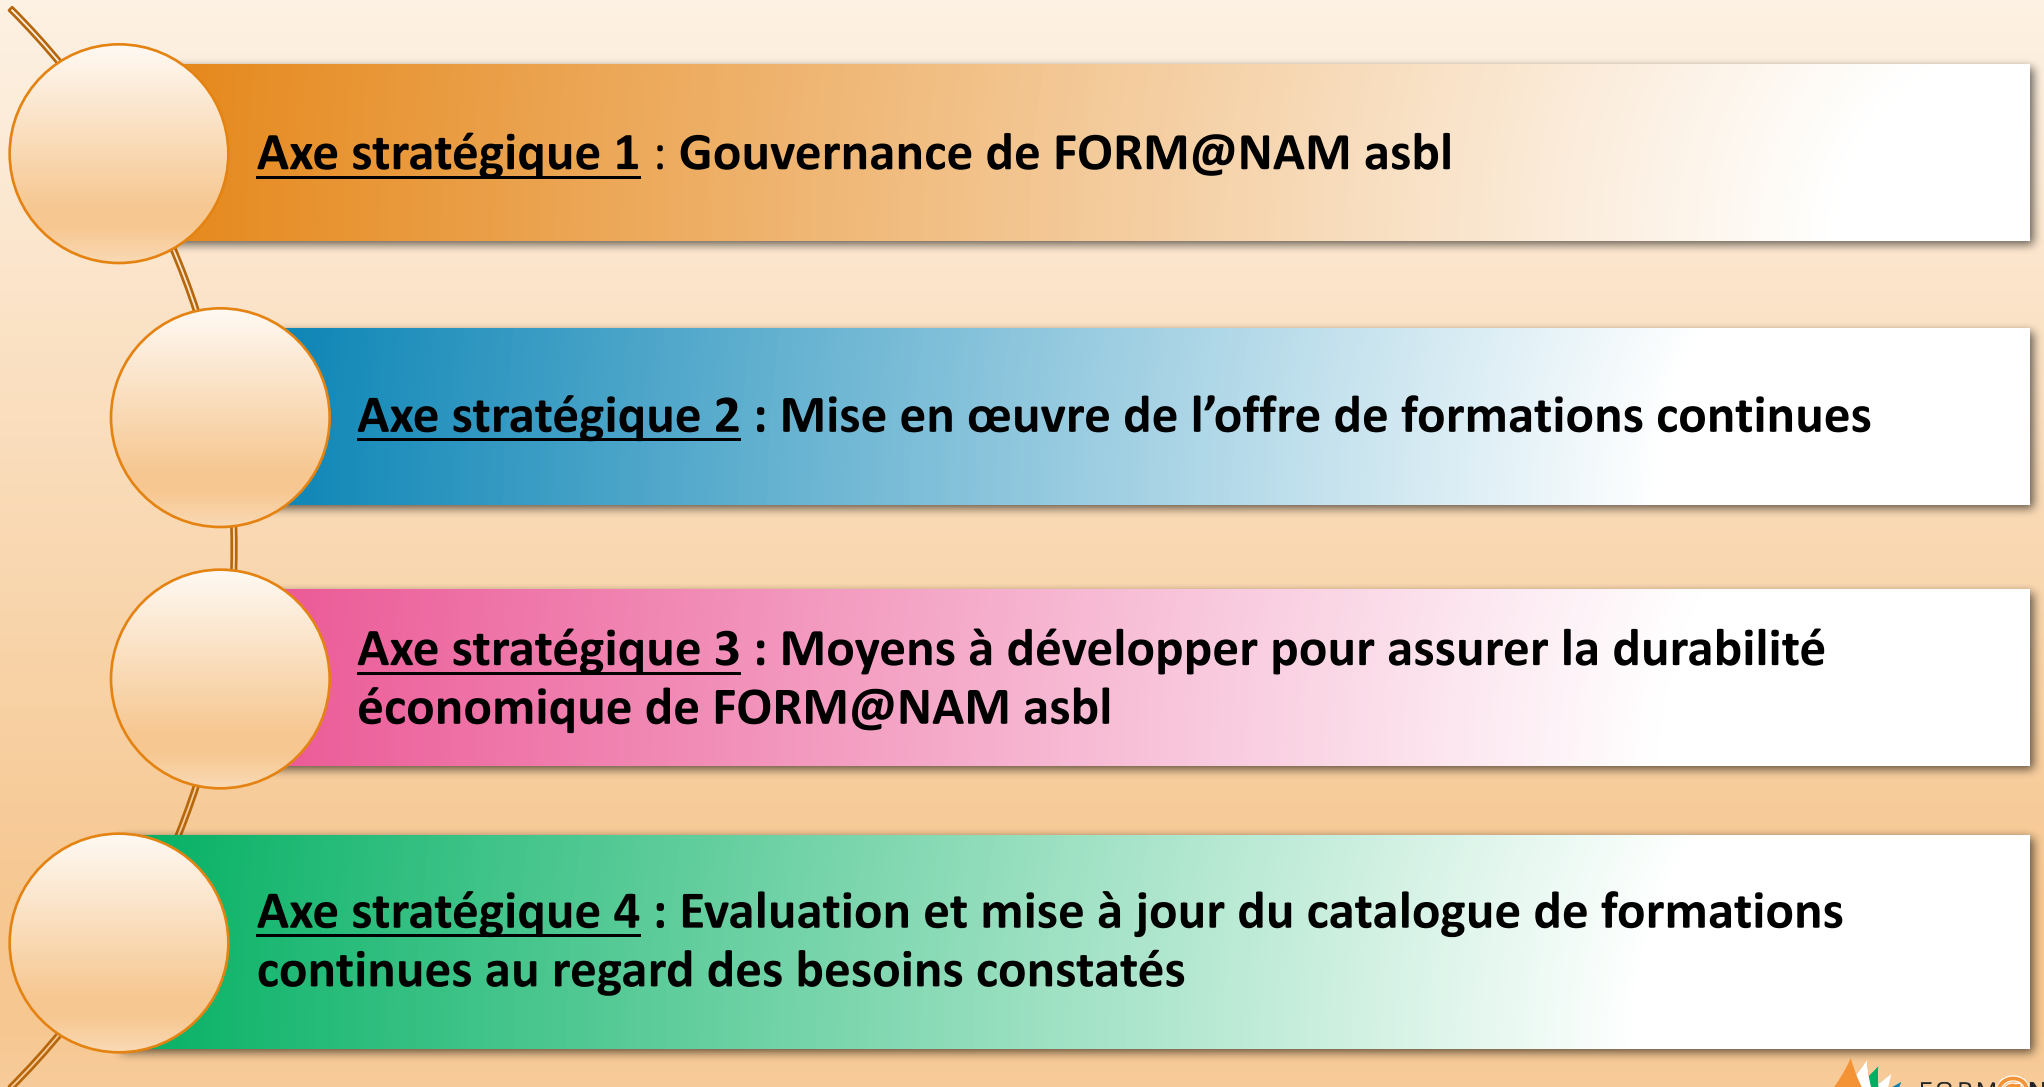 Axe stratégique 1 : Gouvernance de FORM@NAM asbl
Axe stratégique 2 : Mise en œuvre de l’offre de formations continues
Axe stratégique 3 : Moyens à développer pour assurer la durabilité
économique de FORM@NAM asbl
Axe stratégique 4 : Evaluation et mise à jour du catalogue de formations
continues au regard des besoins constatés